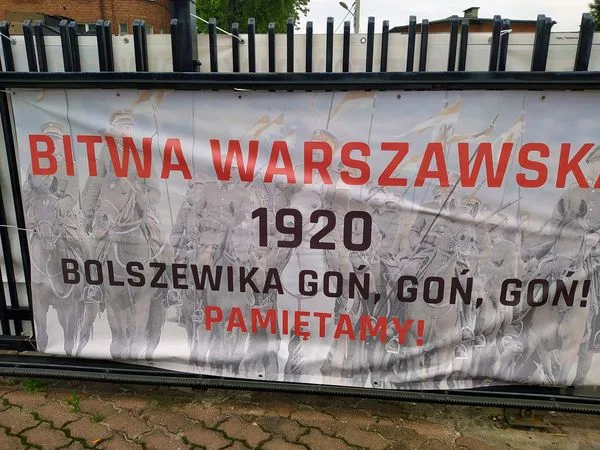 BITWA WARSZAWSKA
1920
BOLSZEWIKA GOŃ, GOŃ, GOŃ!
PAMIĘTAMY!